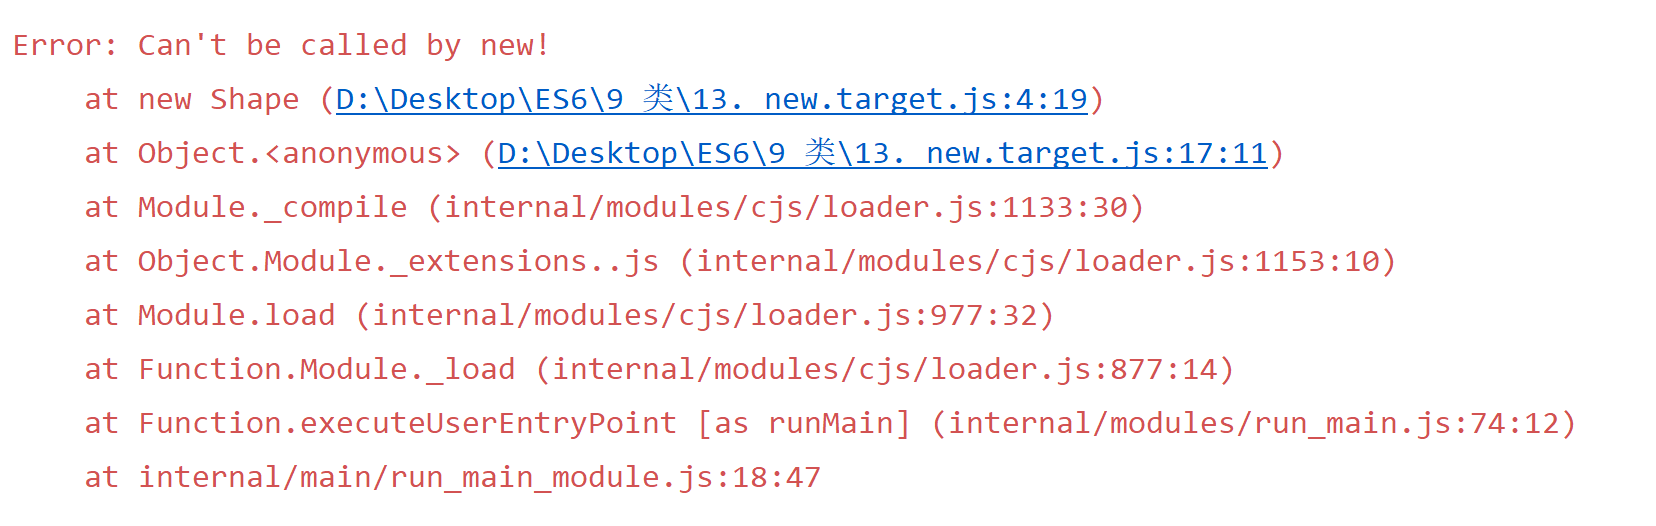 Error: Can't be called by new!
at new Shape (D:\Desktop\ES6\9 类\13. new.target.js:4:19)
at Object.<anonymous> (D:\Desktop\ES6\9 类\13. new.target.js:17:11)
at Module._compile (internal/modules/cjs/loader.js:1133:30)
at Object.Module._extensions..js (internal/modules/cjs/loader.js:1153:10)
at Module.load (internal/modules/cjs/loader.js:977:32)
at Function.Module._load (internal/modules/cjs/loader.js:877:14)
at Function.executeUserEntryPoint [as runMain] (internal/modules/run_main.js:74:12)
at internal/main/run_main_module.js:18:47